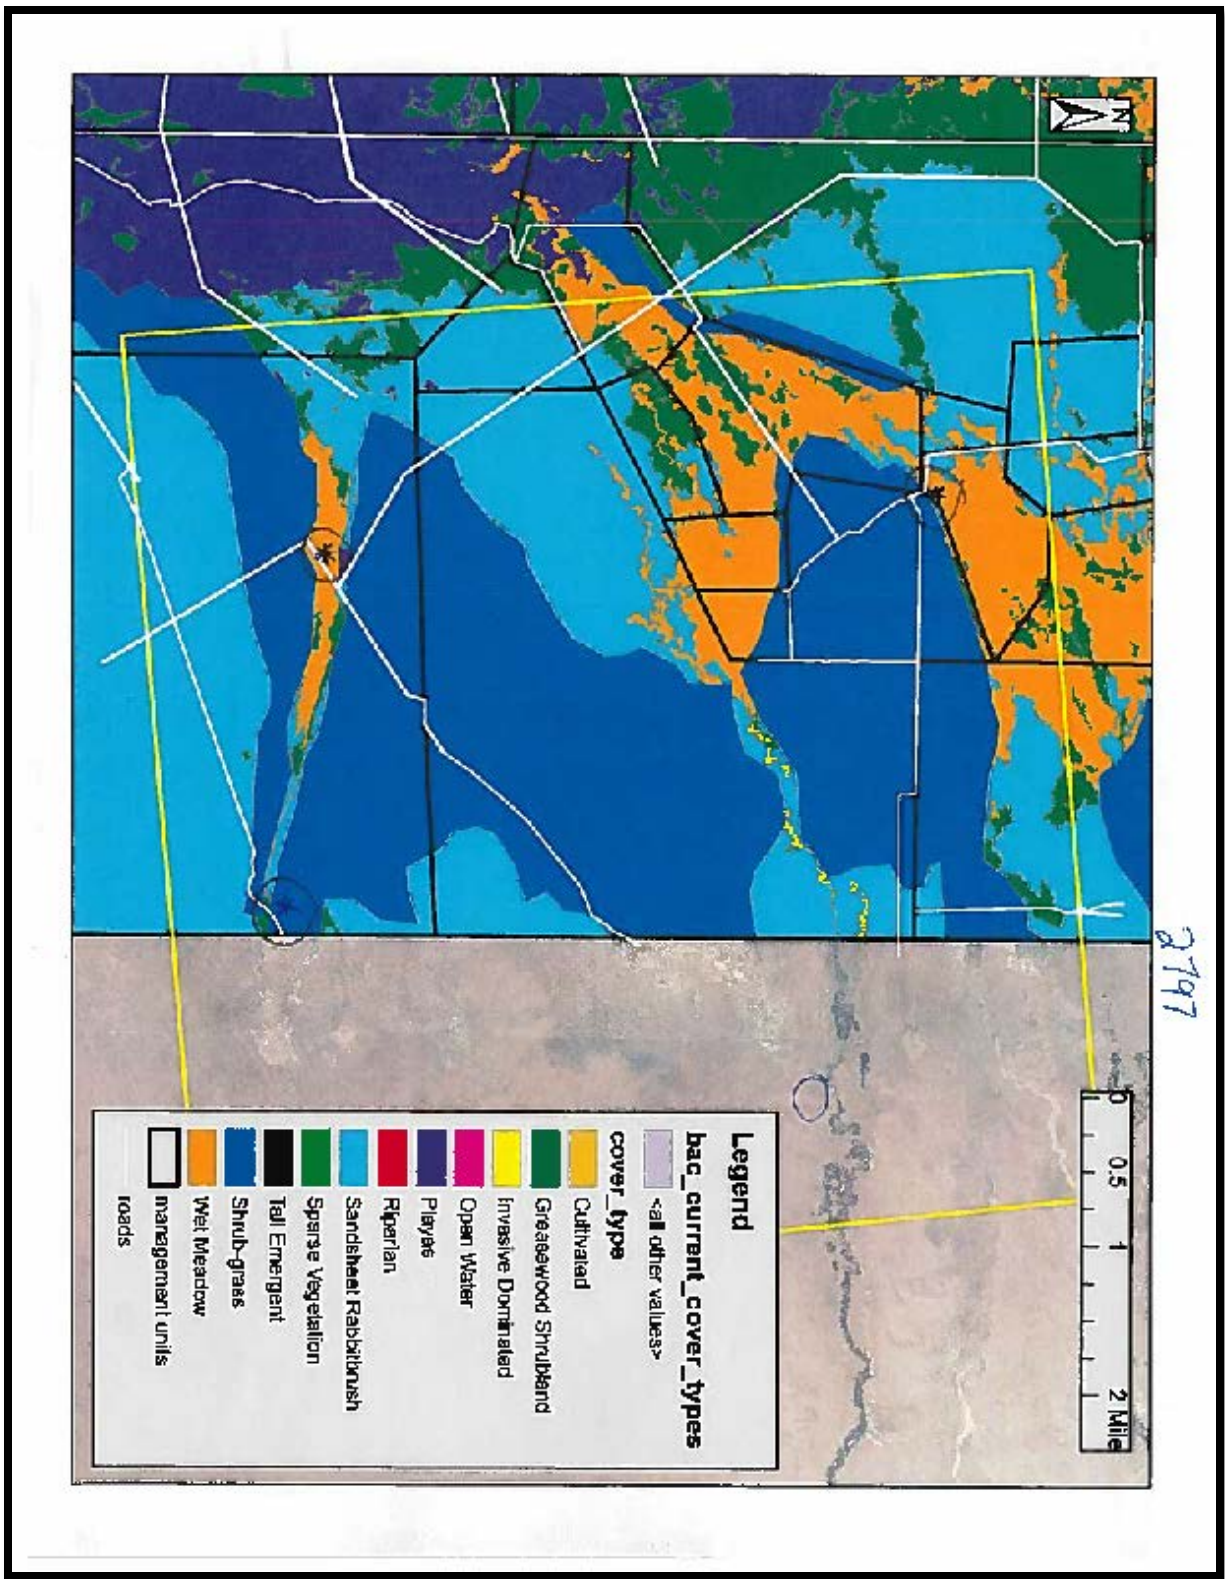 N
2797
0 0.5 1 2 Mile
Legend
bac_current_cover_types
<all other values>
cover_type
Cultivated
Greasewood Shrubland
Invasive Dominated
Open Water
Playas
Riparian
Sandsheet Rabbitbrush
Sparse Vegetation
Tall Emergent
Shrub-grass
Wet Meadow
management units
roads